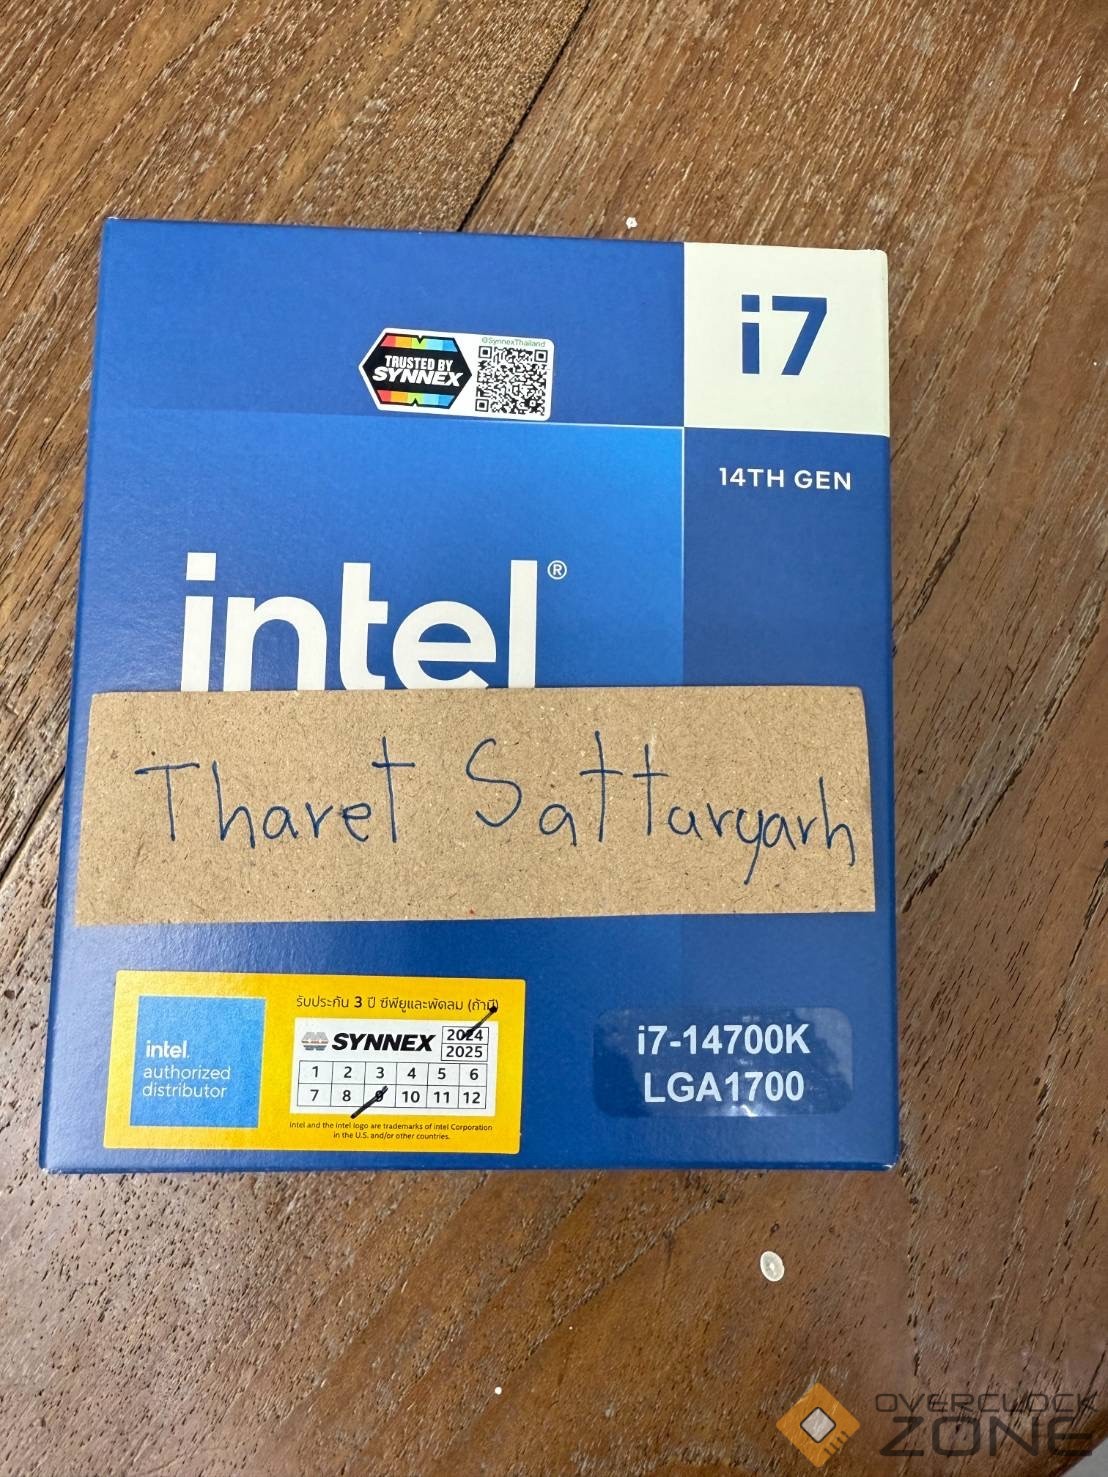 i7
@SynnexThailand
TRUSTED BY
SYNNEX
14TH GEN
intel®
Tharet Sattaryarh
รับประกัน 3 ปี ซีพียูและพัดลม (ถ้ามี)
SYNNEX
2024
2025
1 2 3 4 5 6
7 8 9 10 11 12
intel
authorized
distributor
Intel and the Intel logo are trademarks of Intel Corporation
in the U.S. and/or other countries.
i7-14700K
LGA1700
OVERCLOCK
ZONE